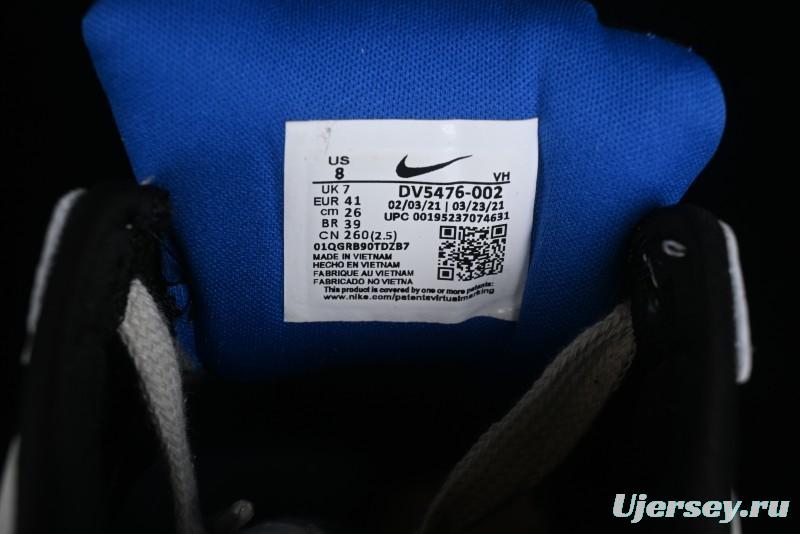 US
8
VH
UK 7
EUR 41
cm 26
BR 39
CN 260(2.5)
DV5476-002
02/03/21 | 03/23/21
UPC 00195237074631
01QGRB90TDZB7
MADE IN VIETNAM
HECHO EN VIETNAM
FABRIQUE AU VIETNAM
FABRICADO NO VIETNA
This product is covered by one or more patents:
www.nike.com/patentsvirtualmarking
Ujersey.ru